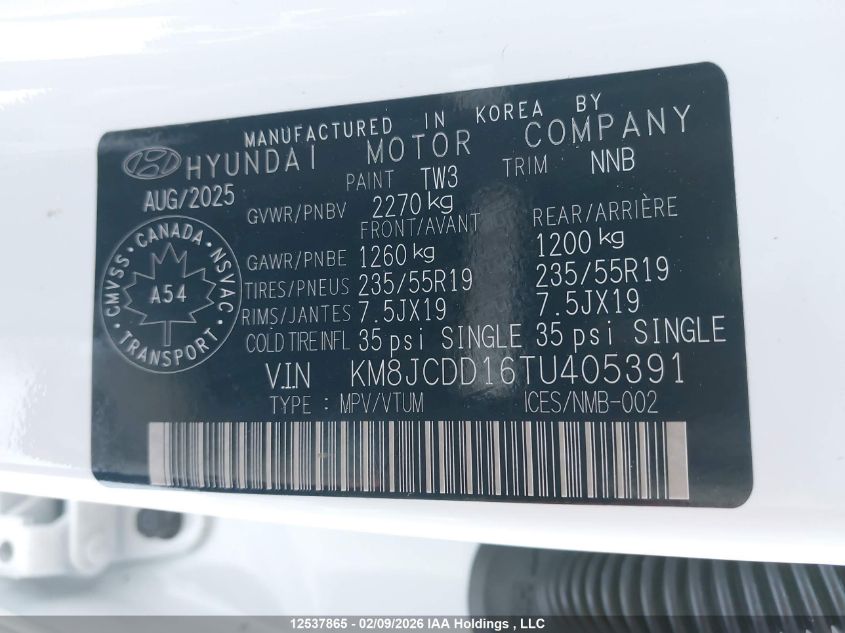 MANUFACTURED IN KOREA BY
HYUNDAI MOTOR COMPANY
AUG/2025 PAINT TW3 TRIM NNB
GVWR/PNBV 2270 kg
FRONT/AVANT REAR/ARRIÈRE
GAWR/PNBE 1260 kg 1200 kg
TIRES/PNEUS 235/55R19 235/55R19
RIMS/JANTES 7.5JX19 7.5JX19
COLD TIRE INFL 35 psi SINGLE 35 psi SINGLE
CMVSS · CANADA · NSVAC
A54
TRANSPORT
V.I.N KM8JCDD16TU405391
TYPE : MPV/VTUM ICES/NMB-002
12537865 - 02/09/2026 IAA Holdings , LLC